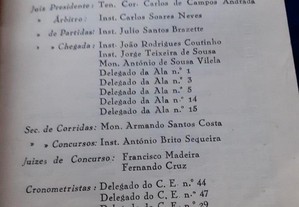 Juiz Presidente: Ten. Cor. Carlos de Campos Andrada
» Árbitro: Inst. Carlos Soares Neves
» de Partidas: Inst. Julio Santos Brazette
» » Chegada: Inst. João Rodrigues Coutinho
Inst. Jorge Teixeira de Sousa
Mon. António de Sousa Vilela
Delegado da Ala n.º 1
Delegado da Ala n.º 3
Delegado da Ala n.º 5
Delegado da Ala n.º 14
Delegado da Ala n.º 15
Sec. de Corridas: Mon. Armando Santos Costa
» » Concursos: Inst. António Brito Sequeira
Juízes de Concurso: Francisco Madeira
Fernando Cruz
Cronometristas: Delegado do C. E. n.º 44
Delegado do C. E. n.º 47
Delegado do C. E. n.º 79